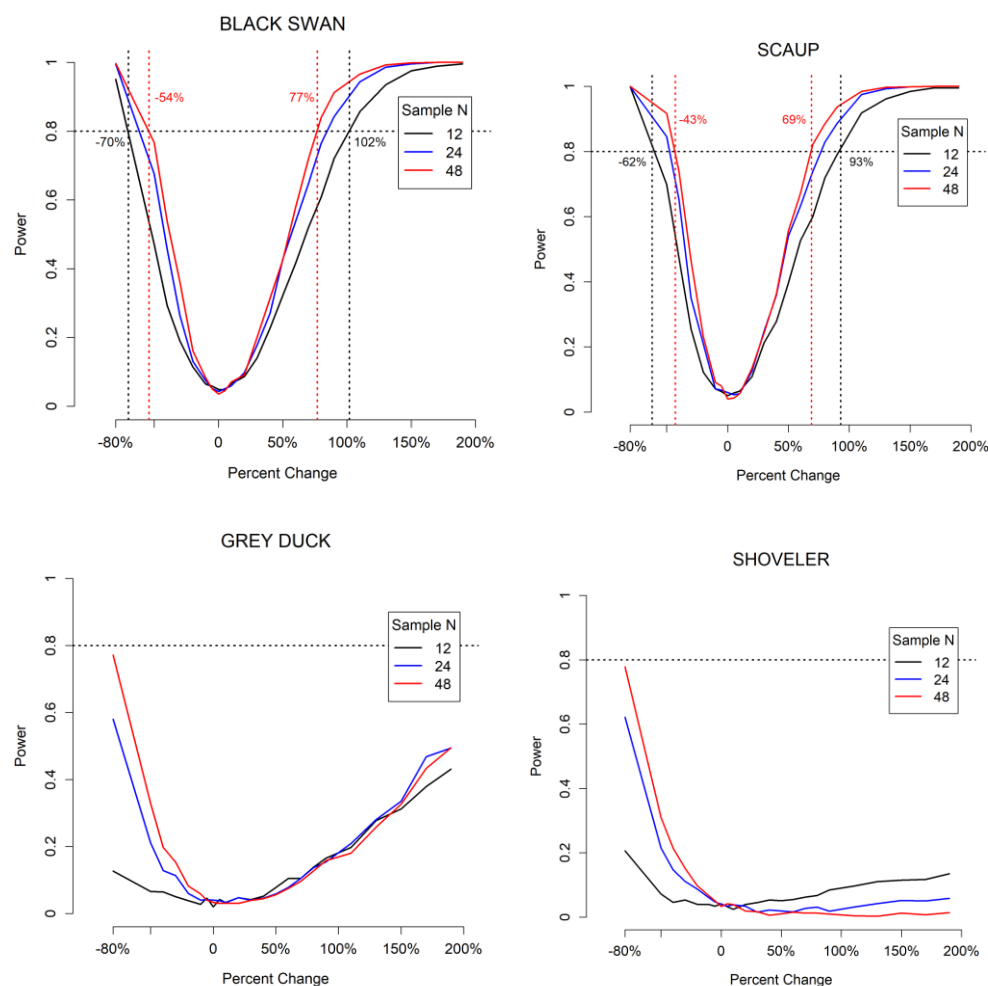 BLACK SWAN
1
0.8
0.6
0.4
0.2
0
Power
-54%
77%
-70%
102%
Sample N
12
24
48
-80% 0 50% 100% 150% 200%
Percent Change
SCAUP
1
0.8
0.6
0.4
0.2
0
Power
-43%
69%
-62%
93%
Sample N
12
24
48
-80% 0 50% 100% 150% 200%
Percent Change
GREY DUCK
1
0.8
0.6
0.4
0.2
0
Power
Sample N
12
24
48
-80% 0 50% 100% 150% 200%
Percent Change
SHOVELER
1
0.8
0.6
0.4
0.2
0
Power
Sample N
12
24
48
-80% 0 50% 100% 150% 200%
Percent Change